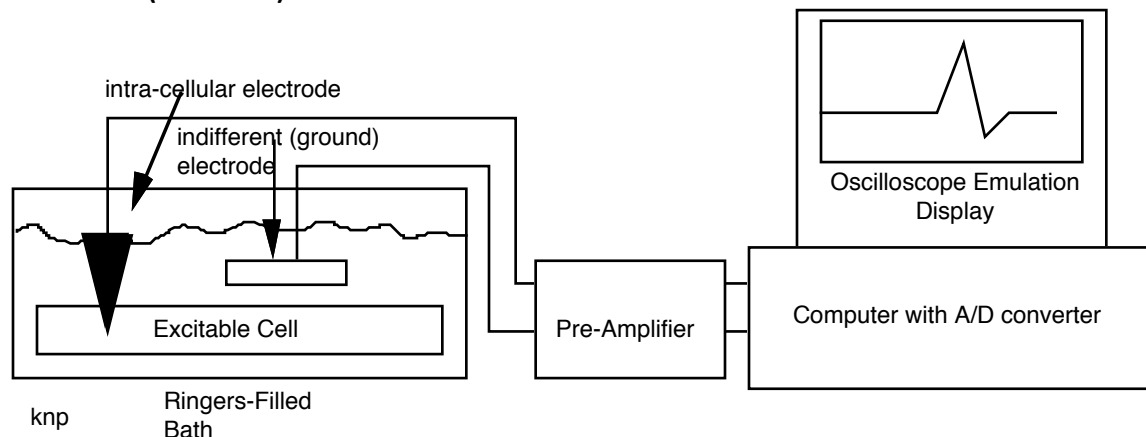 intra-cellular electrode
indifferent (ground)
electrode
Oscilloscope Emulation
Display
Excitable Cell
Pre-Amplifier
Computer with A/D converter
Ringers-Filled
Bath
knp